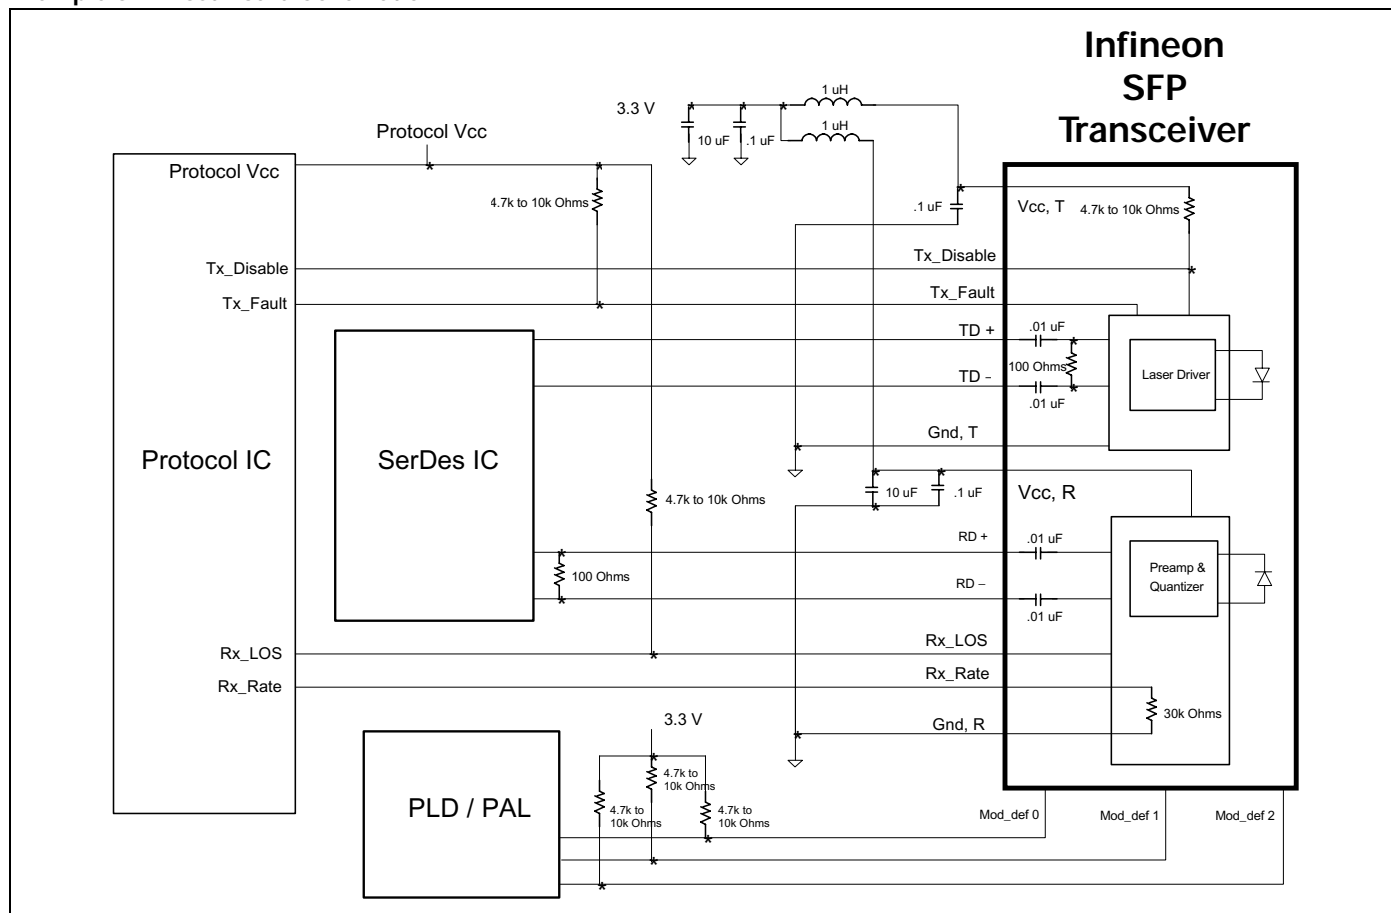 Infineon
SFP
Transceiver
1 uH
3.3 V
1 uH
10 uF
.1 uF
Protocol Vcc
Protocol Vcc
4.7k to 10k Ohms
.1 uF
Vcc, T
4.7k to 10k Ohms
Tx_Disable
Tx_Disable
Tx_Fault
Tx_Fault
TD +
.01 uF
100 Ohms
TD −
.01 uF
Laser Driver
Gnd, T
Protocol IC
SerDes IC
4.7k to 10k Ohms
10 uF
.1 uF
Vcc, R
RD +
.01 uF
100 Ohms
RD −
.01 uF
Preamp &
Quantizer
Rx_LOS
Rx_LOS
Rx_Rate
Rx_Rate
30k Ohms
3.3 V
Gnd, R
PLD / PAL
4.7k to
10k Ohms
4.7k to
10k Ohms
4.7k to
10k Ohms
Mod_def 0
Mod_def 1
Mod_def 2